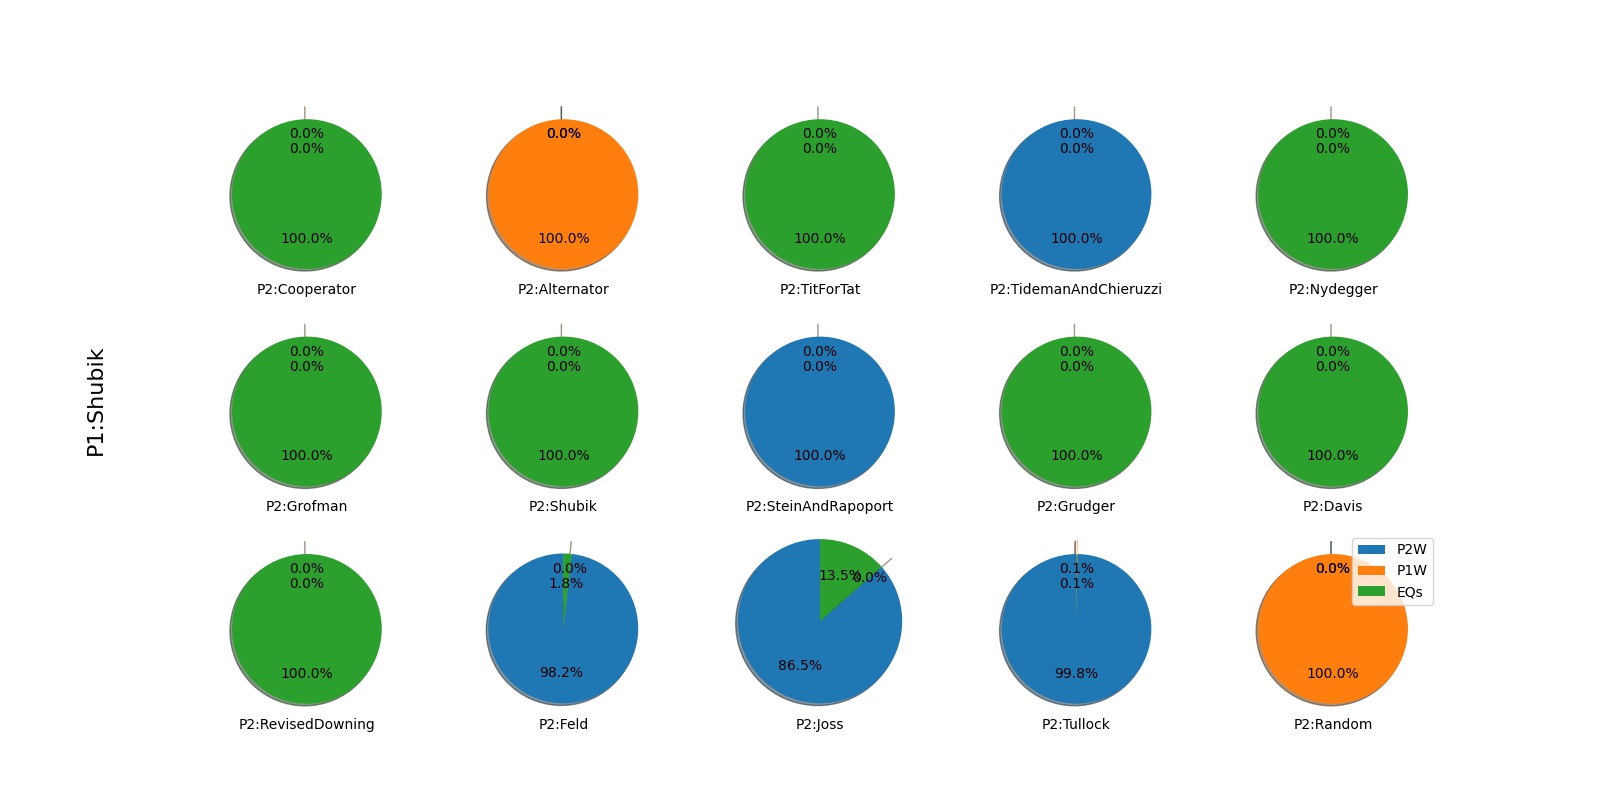 P1:Shubik
0.0%
0.0%
100.0%
P2:Cooperator
0.0%
100.0%
P2:Alternator
0.0%
0.0%
100.0%
P2:TitForTat
0.0%
0.0%
100.0%
P2:TidemanAndChieruzzi
0.0%
0.0%
100.0%
P2:Nydegger
0.0%
0.0%
100.0%
P2:Grofman
0.0%
0.0%
100.0%
P2:Shubik
0.0%
0.0%
100.0%
P2:SteinAndRapoport
0.0%
0.0%
100.0%
P2:Grudger
0.0%
0.0%
100.0%
P2:Davis
0.0%
0.0%
100.0%
P2:RevisedDowning
0.0%
1.8%
98.2%
P2:Feld
13.5%
0.0%
86.5%
P2:Joss
0.1%
0.1%
99.8%
P2:Tullock
0.0%
100.0%
P2:Random
P2W
P1W
EQs